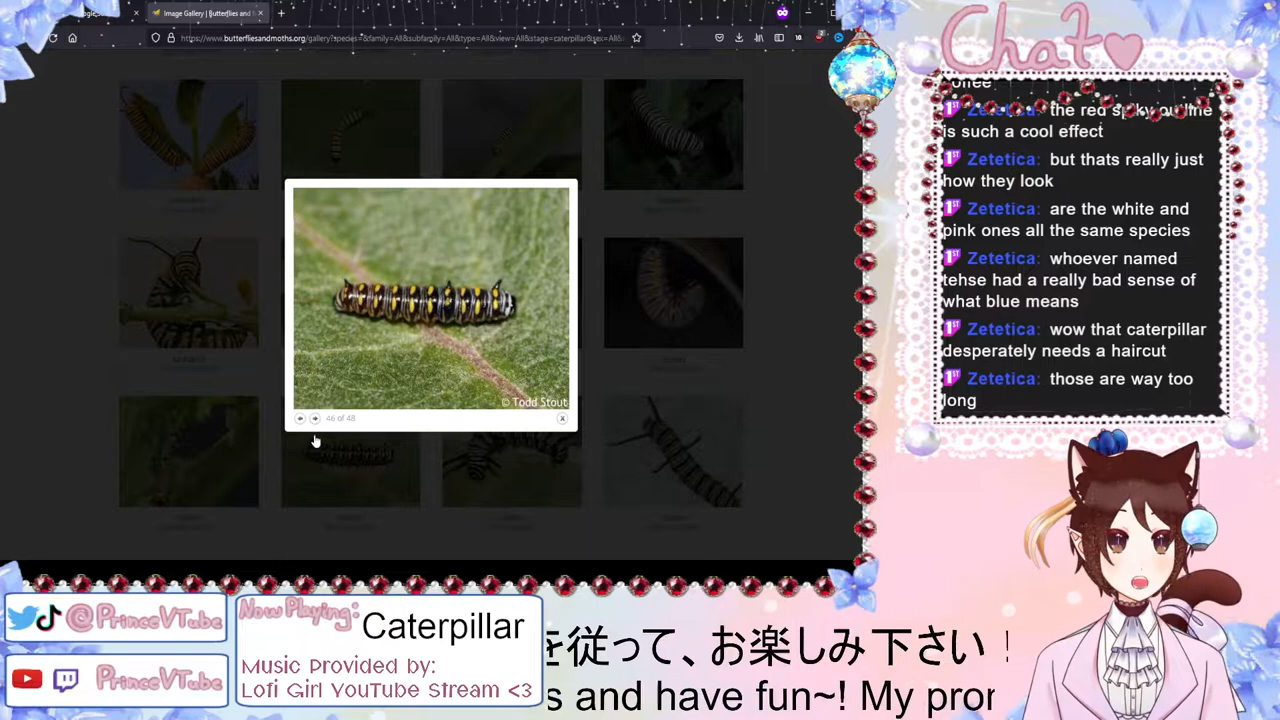 Image Gallery | Butterflies and
https://www.butterfliesandmoths.org/gallery?species=&family=All&subfamily=All&type=All&view=All&stage=caterpillar&sex=All&
Chat
the red spiky outline
is such a cool effect
Zetetica: but thats really just
how they look
Zetetica: are the white and
pink ones all the same species
Zetetica: whoever named
tehse had a really bad sense of
what blue means
Zetetica: wow that caterpillar
desperately needs a haircut
Zetetica: those are way too
long
© Todd Stout
46 of 48
X
@PrinceVTube
PrinceVTube
Now Playing:
Caterpillar
Music Provided by:
Lofi Girl YouTube Stream <3
を従って、お楽しみ下さい！
s and have fun~! My pror